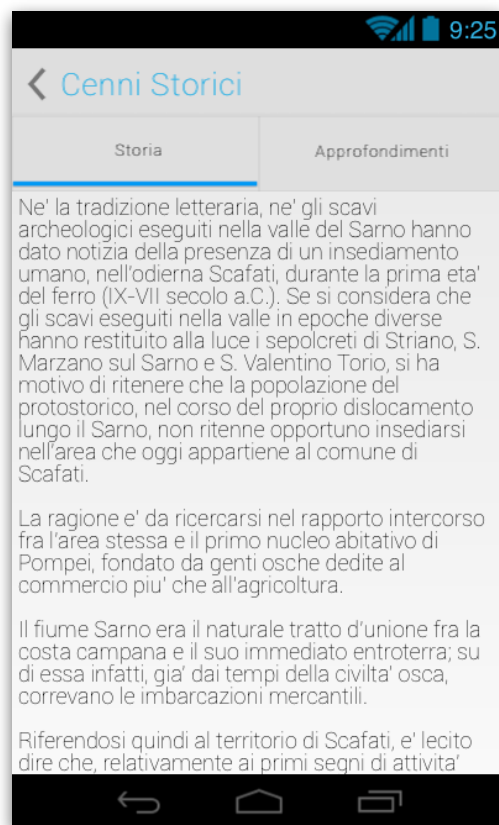 9:25
Cenni Storici
Storia
Approfondimenti
Ne' la tradizione letteraria, ne' gli scavi
archeologici eseguiti nella valle del Sarno hanno
dato notizia della presenza di un insediamento
umano, nell'odierna Scafati, durante la prima eta'
del ferro (IX-VII secolo a.C.). Se si considera che
gli scavi eseguiti nella valle in epoche diverse
hanno restituito alla luce i sepolcreti di Striano, S.
Marzano sul Sarno e S. Valentino Torio, si ha
motivo di ritenere che la popolazione del
protostorico, nel corso del proprio dislocamento
lungo il Sarno, non ritenne opportuno insediarsi
nell'area che oggi appartiene al comune di
Scafati.
La ragione e' da ricercarsi nel rapporto intercorso
fra l'area stessa e il primo nucleo abitativo di
Pompei, fondato da genti osche dedite al
commercio piu' che all'agricoltura.
Il fiume Sarno era il naturale tratto d'unione fra la
costa campana e il suo immediato entroterra; su
di essa infatti, gia' dai tempi della civilta' osca,
correvano le imbarcazioni mercantili.
Riferendosi quindi al territorio di Scafati, e' lecito
dire che, relativamente ai primi segni di attivita'